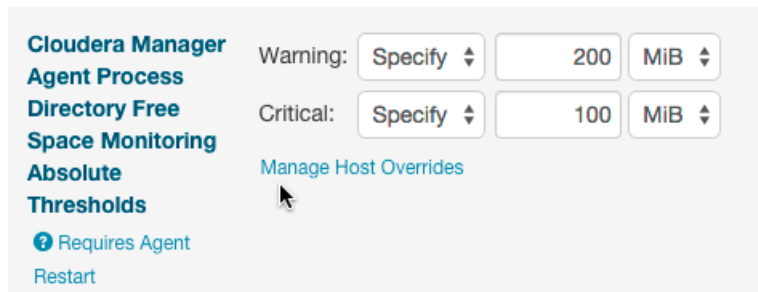 Cloudera Manager
Agent Process
Directory Free
Space Monitoring
Absolute
Thresholds
? Requires Agent
Restart
Warning: Specify 200 MiB
Critical: Specify 100 MiB
Manage Host Overrides